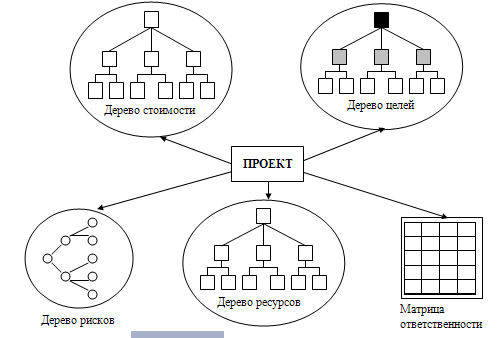 Дерево стоимости
Дерево целей
ПРОЕКТ
Дерево рисков
Дерево ресурсов
Матрица
ответственности